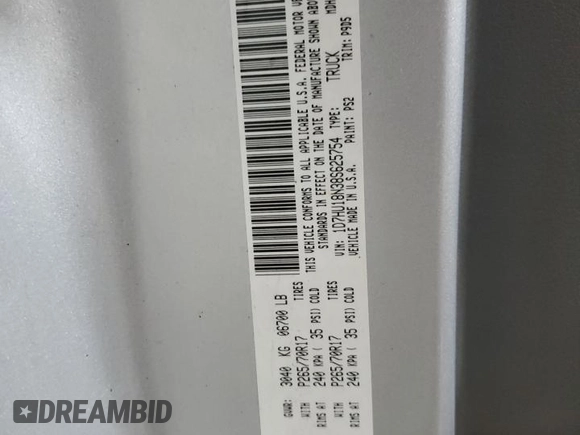 GVWR: 3040 KG 06700 LB
WITH P265/70R17 TIRES
RIMS AT 240 KPA ( 35 PSI) COLD
WITH P265/70R17 TIRES
RIMS AT 240 KPA ( 35 PSI) COLD
THIS VEHICLE CONFORMS TO ALL APPLICABLE U.S.A. FEDERAL MOTOR
STANDARDS IN EFFECT ON THE DATE OF MANUFACTURE SHOWN ABOV
VIN: 1D7HU18N38S625754 TYPE: TRUCK MDH
VEHICLE MADE IN U.S.A. PAINT: PS2 TRIM: P9D5
DREAMBID